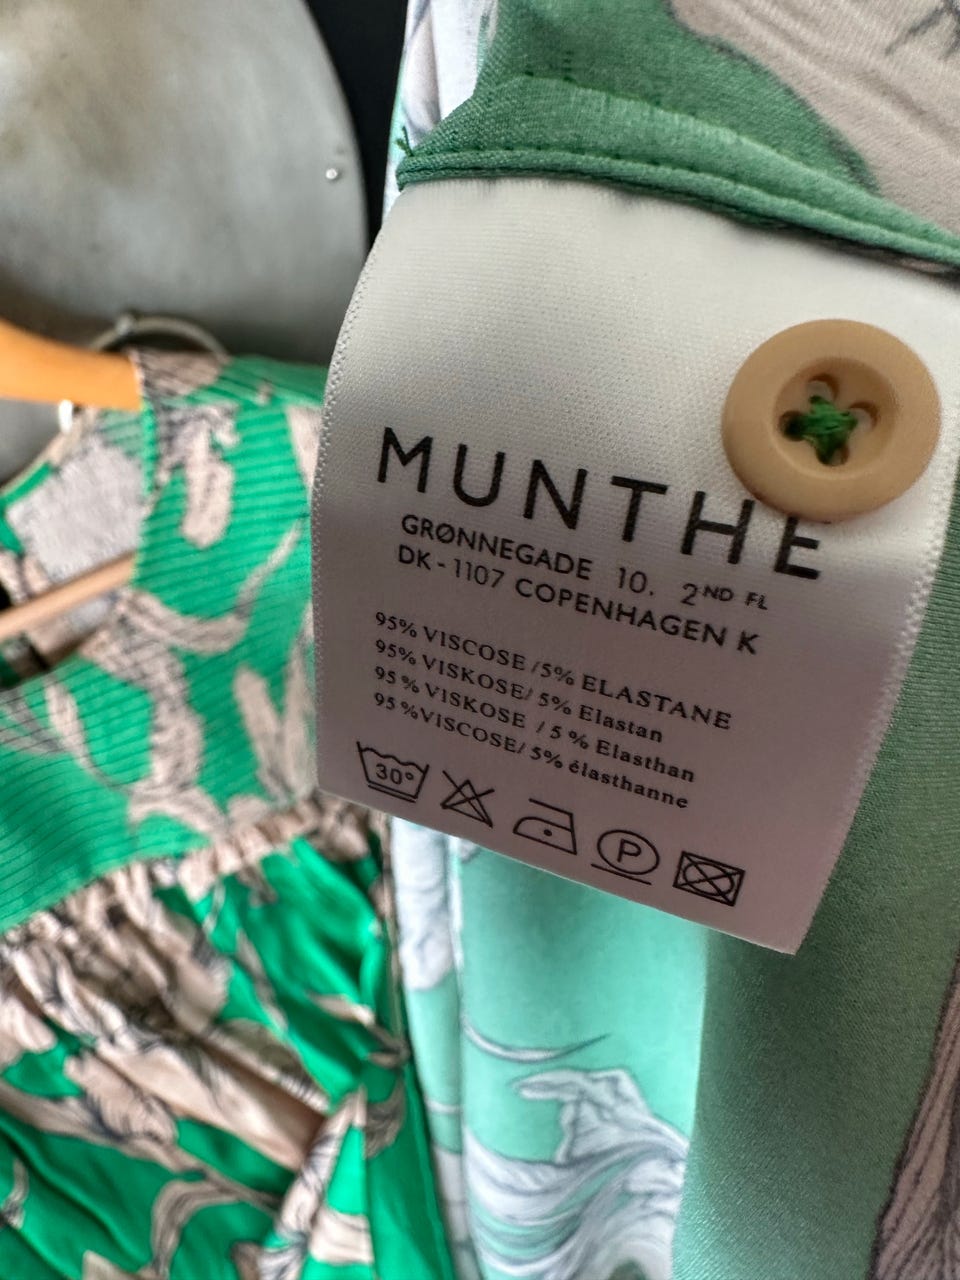 MUNTHE
GRØNNEGADE 10. 2ND FL
DK-1107 COPENHAGEN K
95% VISCOSE /5% ELASTANE
95% VISKOSE/ 5% Elastan
95 % VISKOSE / 5 % Elasthan
95 %VISCOSE/ 5% élasthanne
30°
P